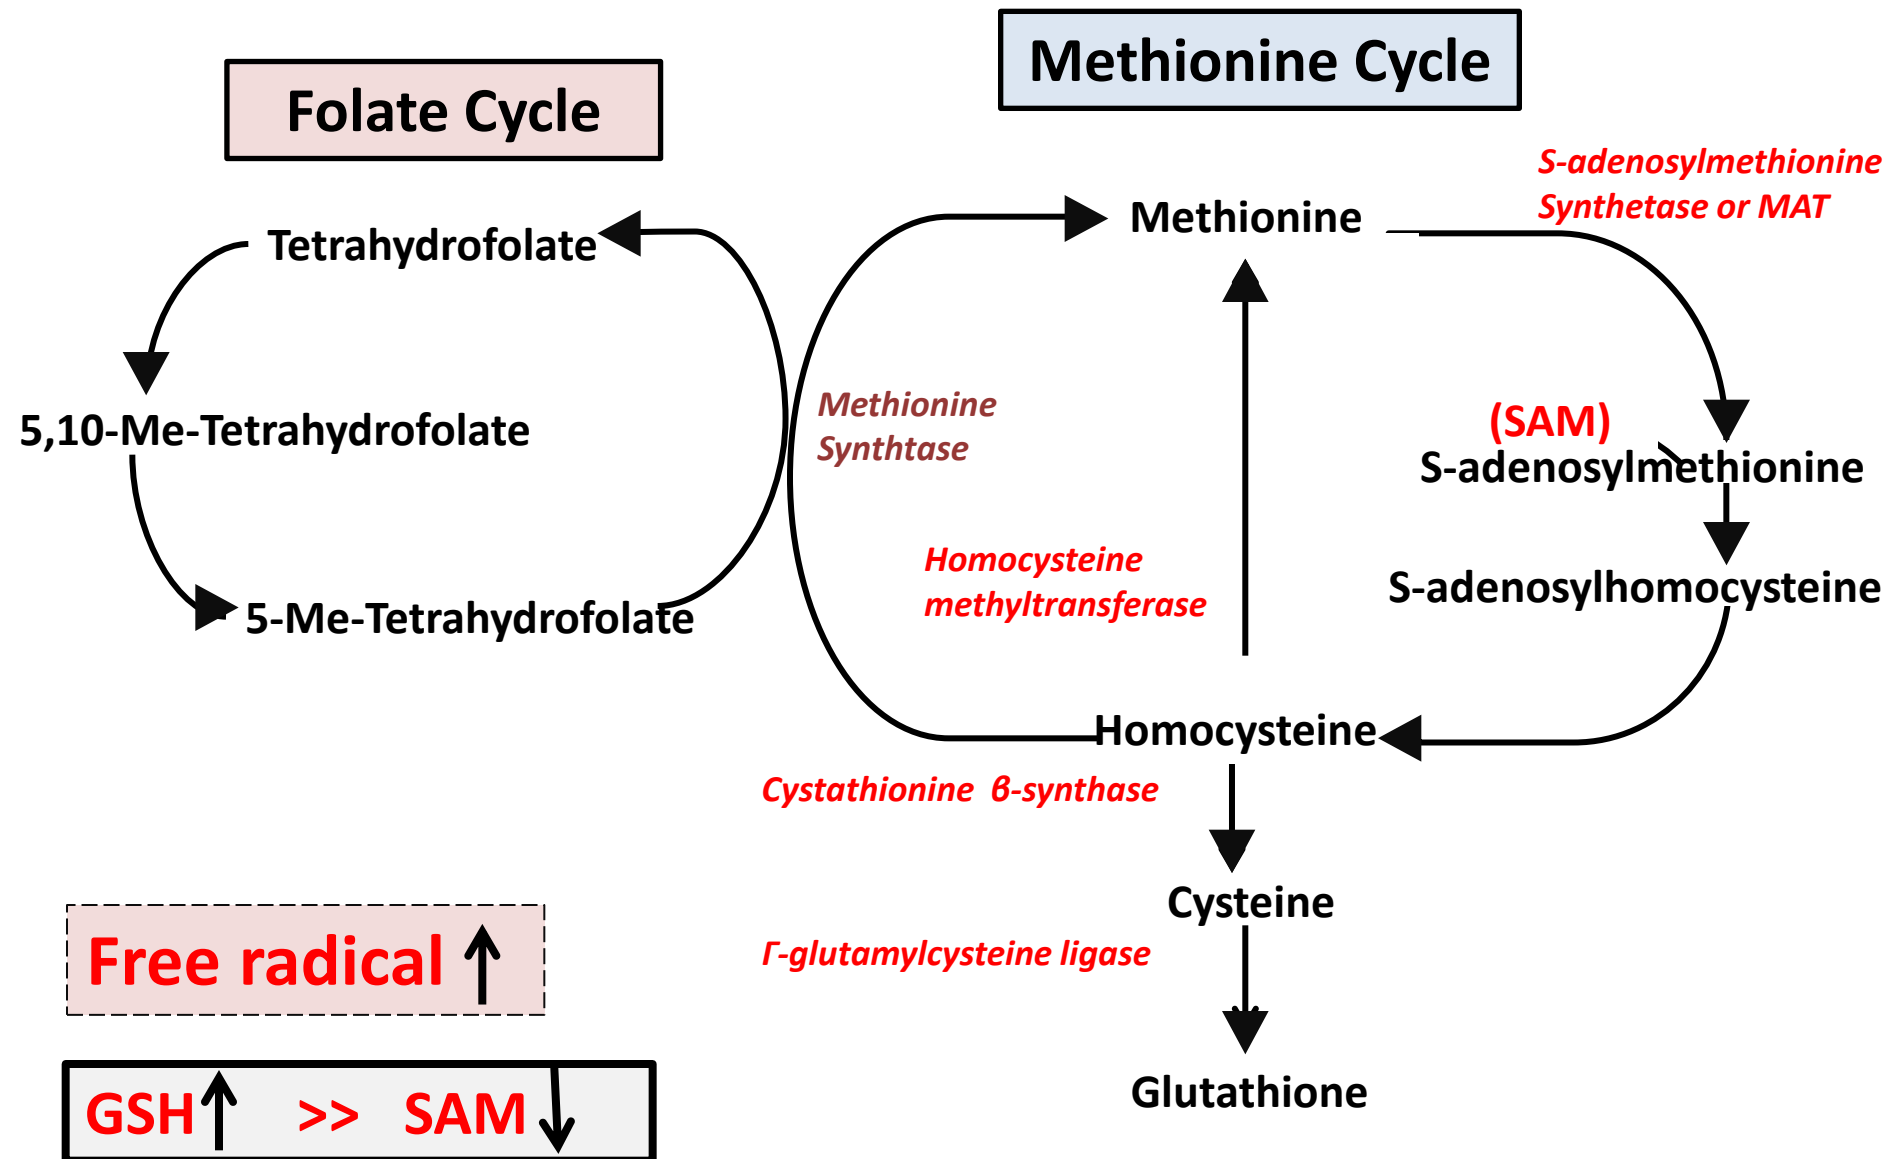 Folate Cycle
Methionine Cycle
S-adenosylmethionine
Synthetase or MAT
Tetrahydrofolate
Methionine
5,10-Me-Tetrahydrofolate
Methionine
Synthtase
(SAM)
S-adenosylmethionine
Homocysteine
methyltransferase
S-adenosylhomocysteine
5-Me-Tetrahydrofolate
Homocysteine
Cystathionine β-synthase
Cysteine
Γ-glutamylcysteine ligase
Free radical ↑
Glutathione
GSH ↑ >> SAM ↓